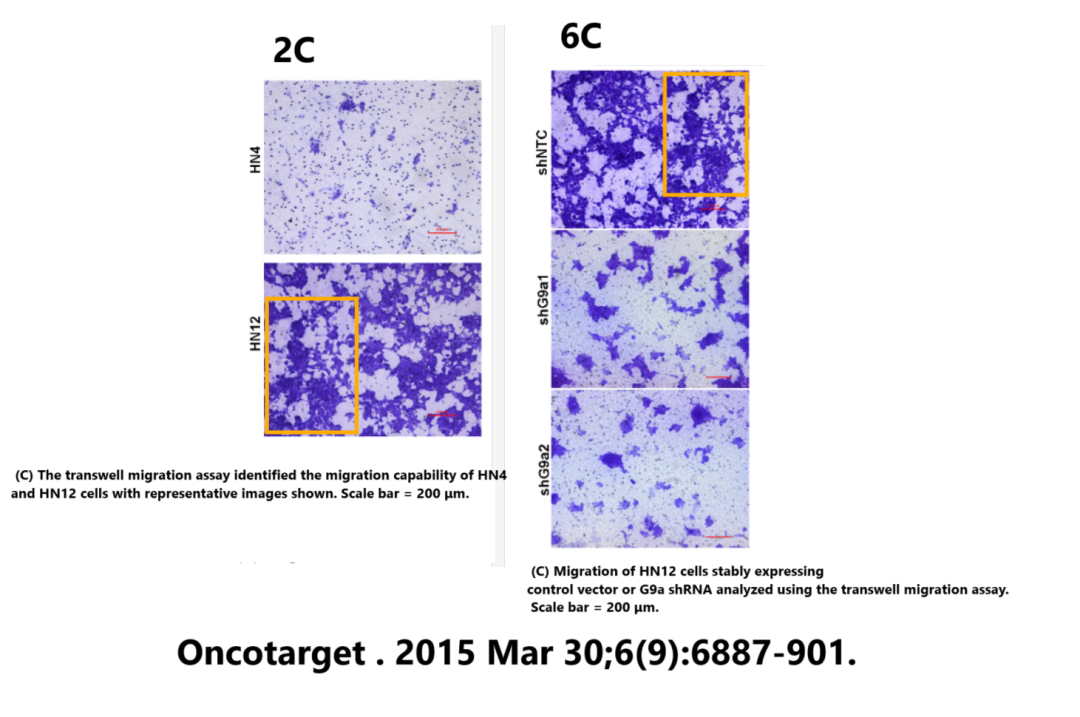 2C
6C
HN4
HN12
shNTC
shG9a1
shG9a2
(C) The transwell migration assay identified the migration capability of HN4
and HN12 cells with representative images shown. Scale bar = 200 μm.
(C) Migration of HN12 cells stably expressing
control vector or G9a shRNA analyzed using the transwell migration assay.
Scale bar = 200 μm.
Oncotarget . 2015 Mar 30;6(9):6887-901.